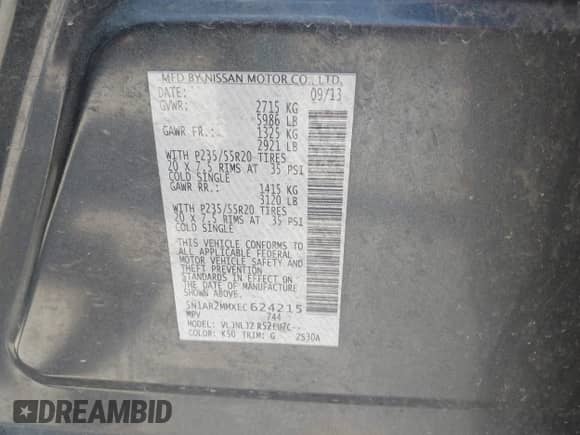 MFD BY NISSAN MOTOR CO., LTD.
DATE: 09/13
GVWR: 2715 KG
5986 LB
GAWR FR.: 1325 KG
2921 LB
WITH P235/55R20 TIRES
20 x 7.5 RIMS AT 35 PSI
COLD SINGLE
GAWR RR.: 1415 KG
3120 LB
WITH P235/55R20 TIRES
20 x 7.5 RIMS AT 35 PSI
COLD SINGLE
THIS VEHICLE CONFORMS TO
ALL APPLICABLE FEDERAL
MOTOR VEHICLE SAFETY AND
THEFT PREVENTION
STANDARDS IN EFFECT ON
THE DATE OF MANUFACTURE
SHOWN ABOVE.
5N1AR2MMXEC624215
MPV 744
MODEL:
COLOR: K50 TRIM: G 2530A
DREAMBID